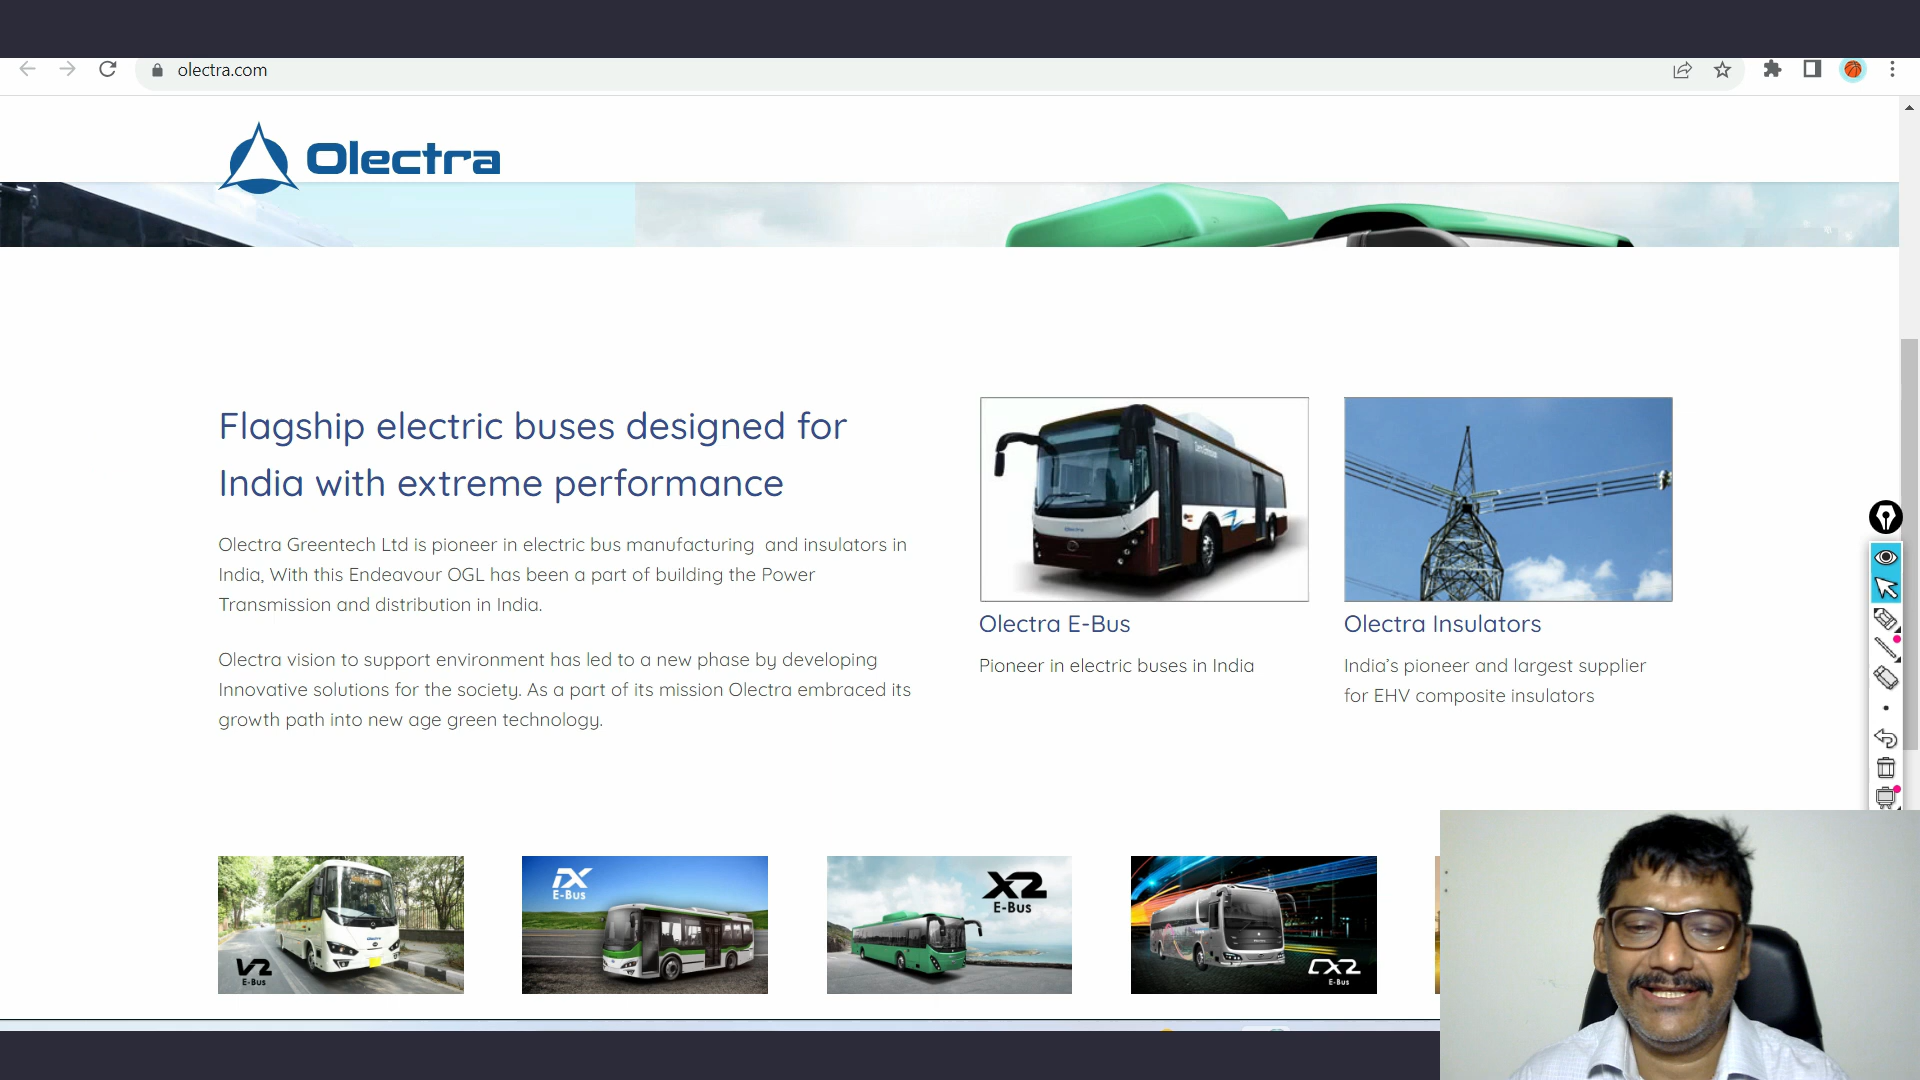 olectra.com
Olectra
Flagship electric buses designed for
India with extreme performance
Olectra Greentech Ltd is pioneer in electric bus manufacturing  and insulators in
India, With this Endeavour OGL has been a part of building the Power
Transmission and distribution in India.
Olectra vision to support environment has led to a new phase by developing
Innovative solutions for the society. As a part of its mission Olectra embraced its
growth path into new age green technology.
Olectra E-Bus
Pioneer in electric buses in India
Olectra Insulators
India's pioneer and largest supplier
for EHV composite insulators
V2
E-Bus
iX
E-Bus
X2
E-Bus
CX2
E-Bus